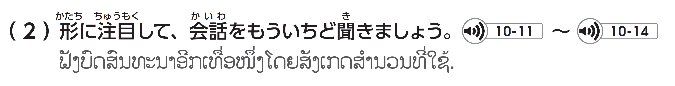 (2) 形に注目して、会話をもういちど聞きましょう。 10-11 ～ 10-14
ຟັງບົດສົນທະນາອີກເທື່ອໜຶ່ງໂດຍສັງເກດສຳນວນທີ່ໃຊ້.